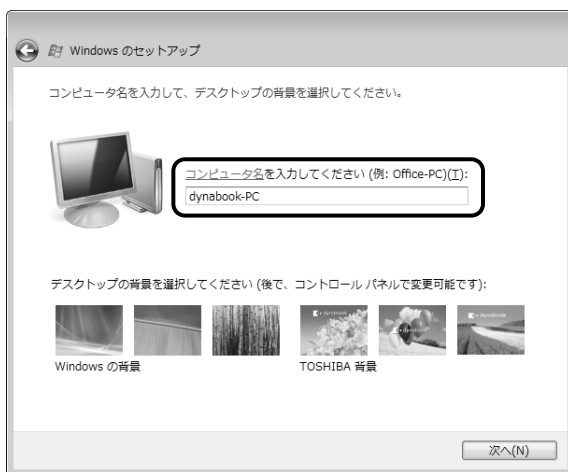 Windows のセットアップ
コンピュータ名を入力して、デスクトップの背景を選択してください。
コンピュータ名を入力してください (例: Office-PC)(T):
dynabook-PC
デスクトップの背景を選択してください (後で、コントロール パネルで変更可能です):
dynabook
dynabook
Windows の背景
TOSHIBA 背景
次へ(N)